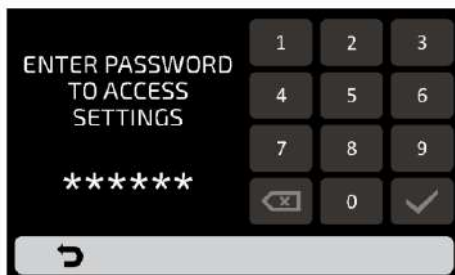 ENTER PASSWORD
TO ACCESS
SETTINGS
******
1 2 3
4 5 6
7 8 9
0